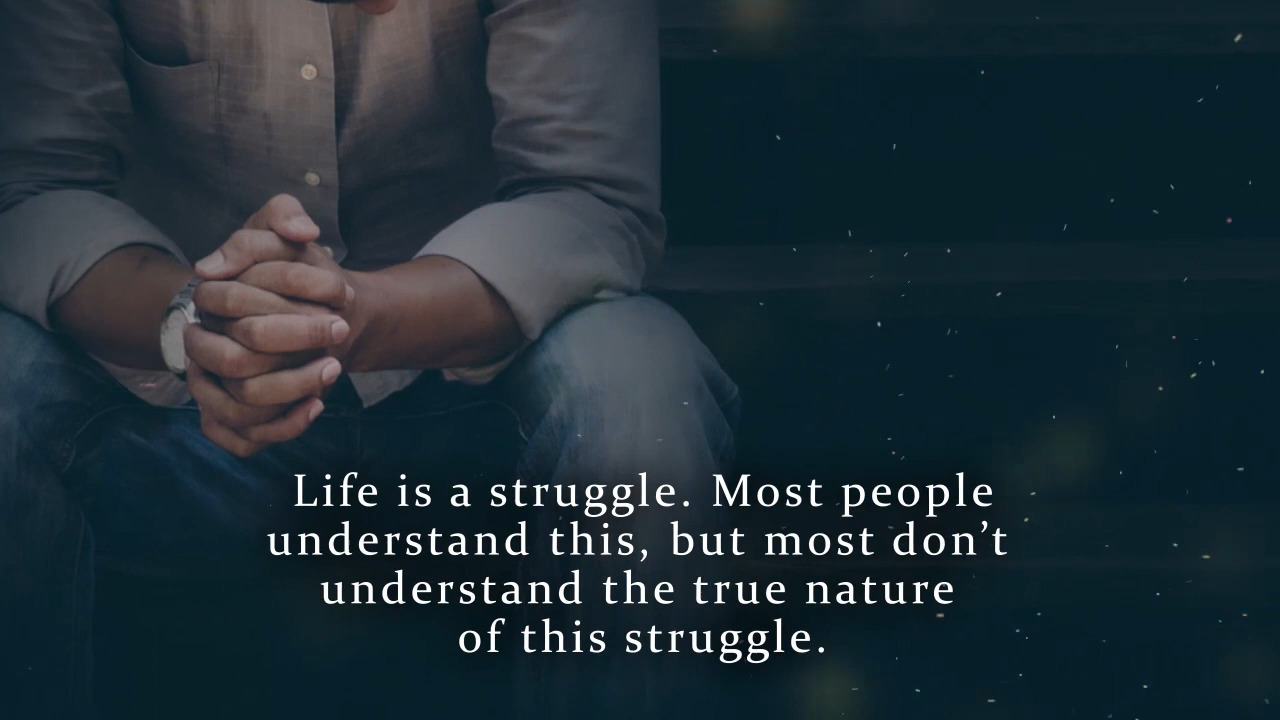 Life is a struggle. Most people
understand this, but most don’t
understand the true nature
of this struggle.